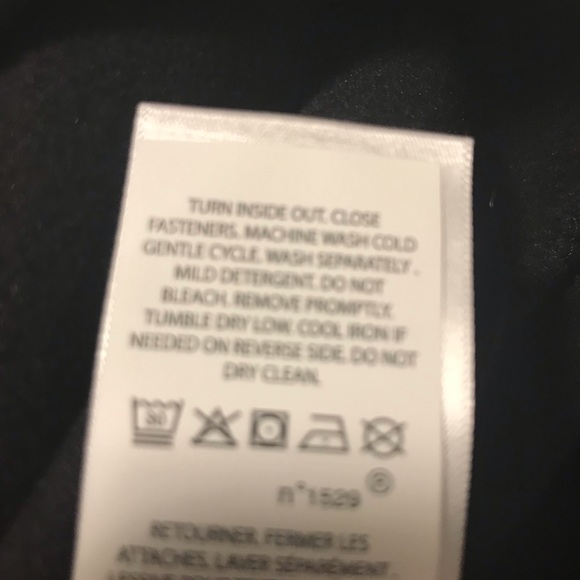 TURN INSIDE OUT. CLOSE
FASTENERS. MACHINE WASH COLD
GENTLE CYCLE. WASH SEPARATELY.
MILD DETERGENT. DO NOT
BLEACH. REMOVE PROMPTLY.
TUMBLE DRY LOW. COOL IRON IF
NEEDED ON REVERSE SIDE. DO NOT
DRY CLEAN.
30
n°1529 ©
RETOURNER. FERMER LES
ATTACHES. LAVER SÉPARÉMENT.